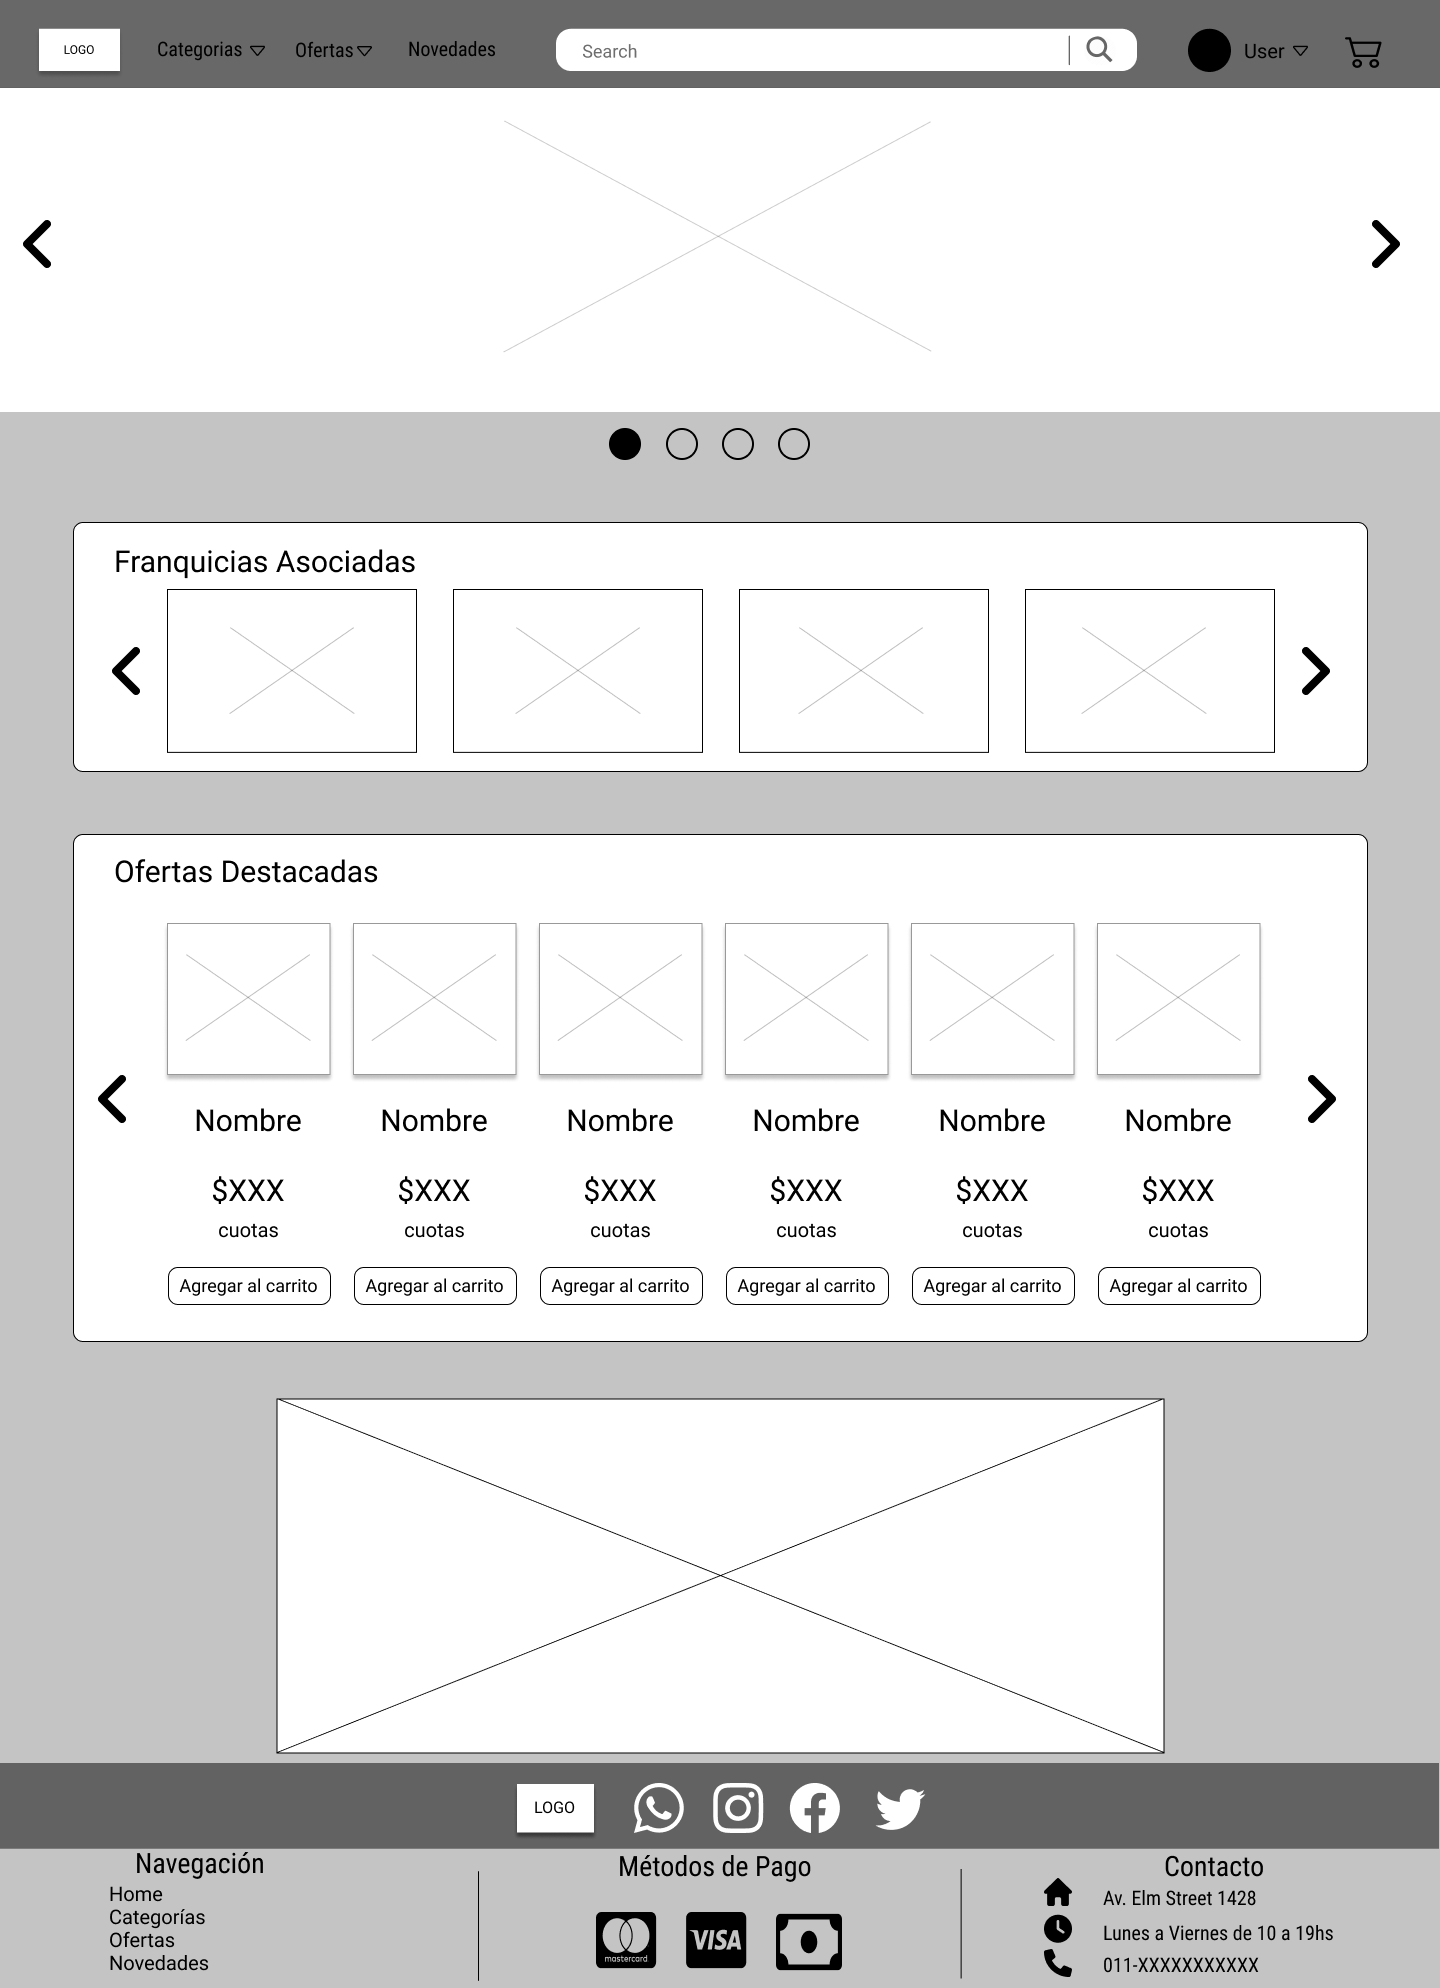 LOGO
Categorias
Ofertas
Novedades
Search
User
Franquicias Asociadas
Ofertas Destacadas
Nombre Nombre Nombre Nombre Nombre Nombre
$XXX $XXX $XXX $XXX $XXX $XXX
cuotas cuotas cuotas cuotas cuotas cuotas
Agregar al carrito Agregar al carrito Agregar al carrito Agregar al carrito Agregar al carrito Agregar al carrito
LOGO
Navegación
Home
Categorías
Ofertas
Novedades
Métodos de Pago
mastercard
VISA
Contacto
Av. Elm Street 1428
Lunes a Viernes de 10 a 19hs
011-XXXXXXXXXXX